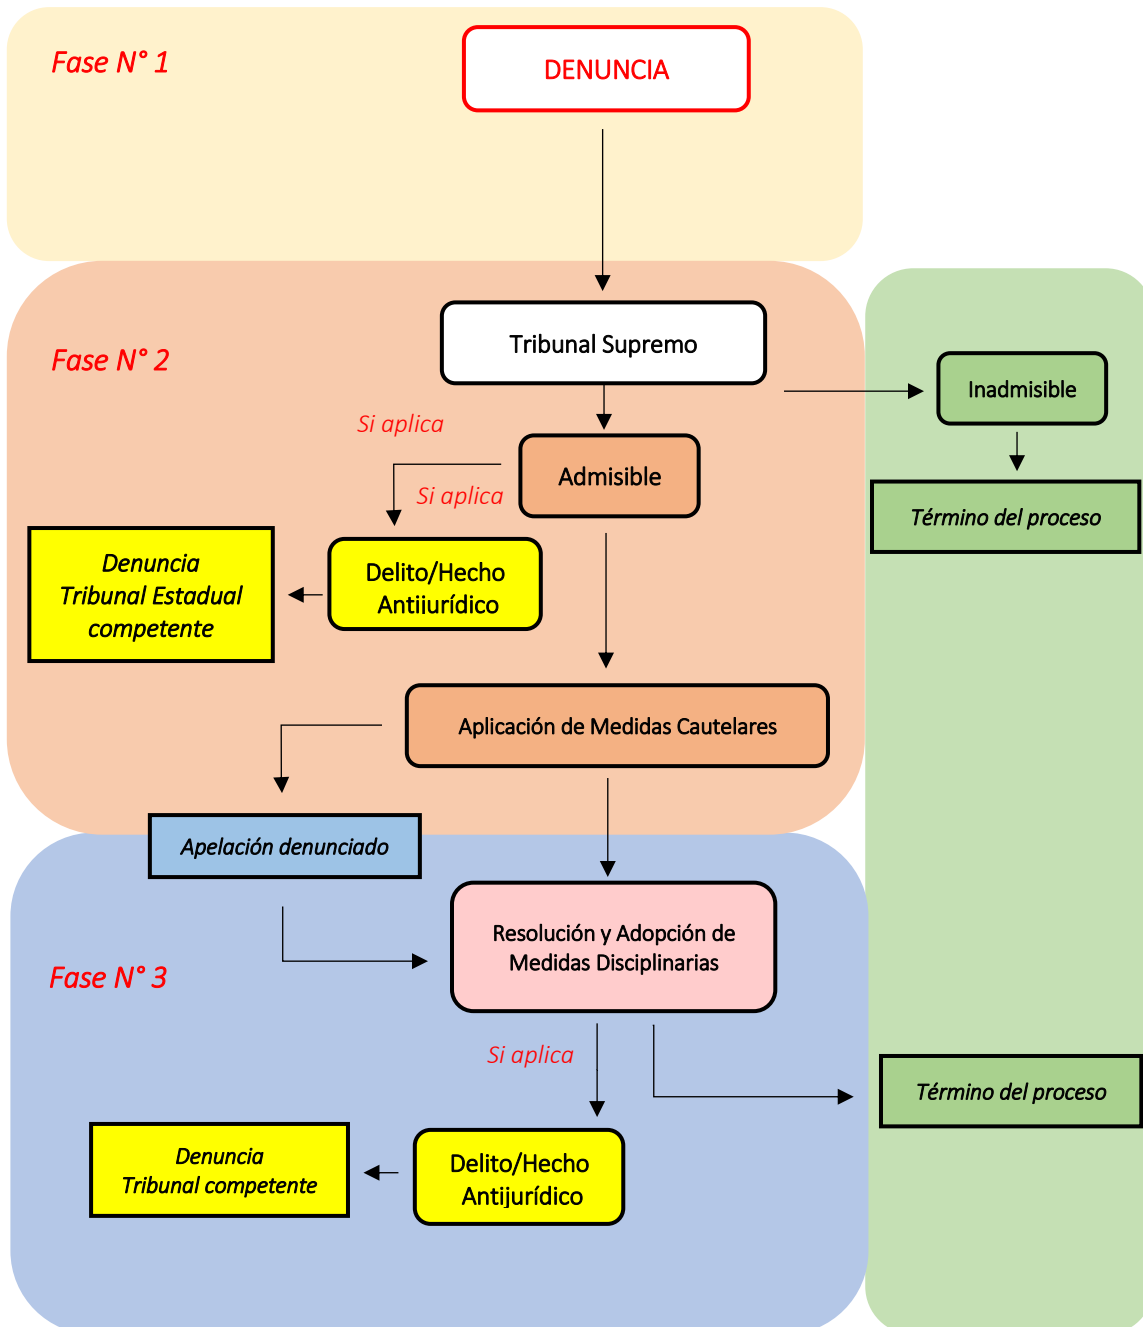 Fase N° 1
DENUNCIA
Fase N° 2
Tribunal Supremo
Inadmisible
Si aplica
Admisible
Si aplica
Término del proceso
Denuncia
Tribunal Estadual
competente
Delito/Hecho
Antijurídico
Aplicación de Medidas Cautelares
Apelación denunciado
Fase N° 3
Resolución y Adopción de
Medidas Disciplinarias
Si aplica
Término del proceso
Denuncia
Tribunal competente
Delito/Hecho
Antijurídico